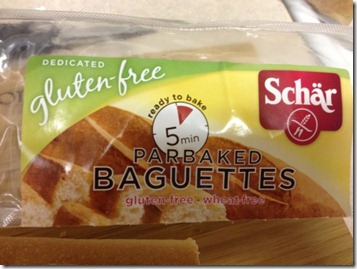 DEDICATED
gluten-free
Schär
ready to bake
5 min
PARBAKED
BAGUETTES
gluten-free • wheat-free